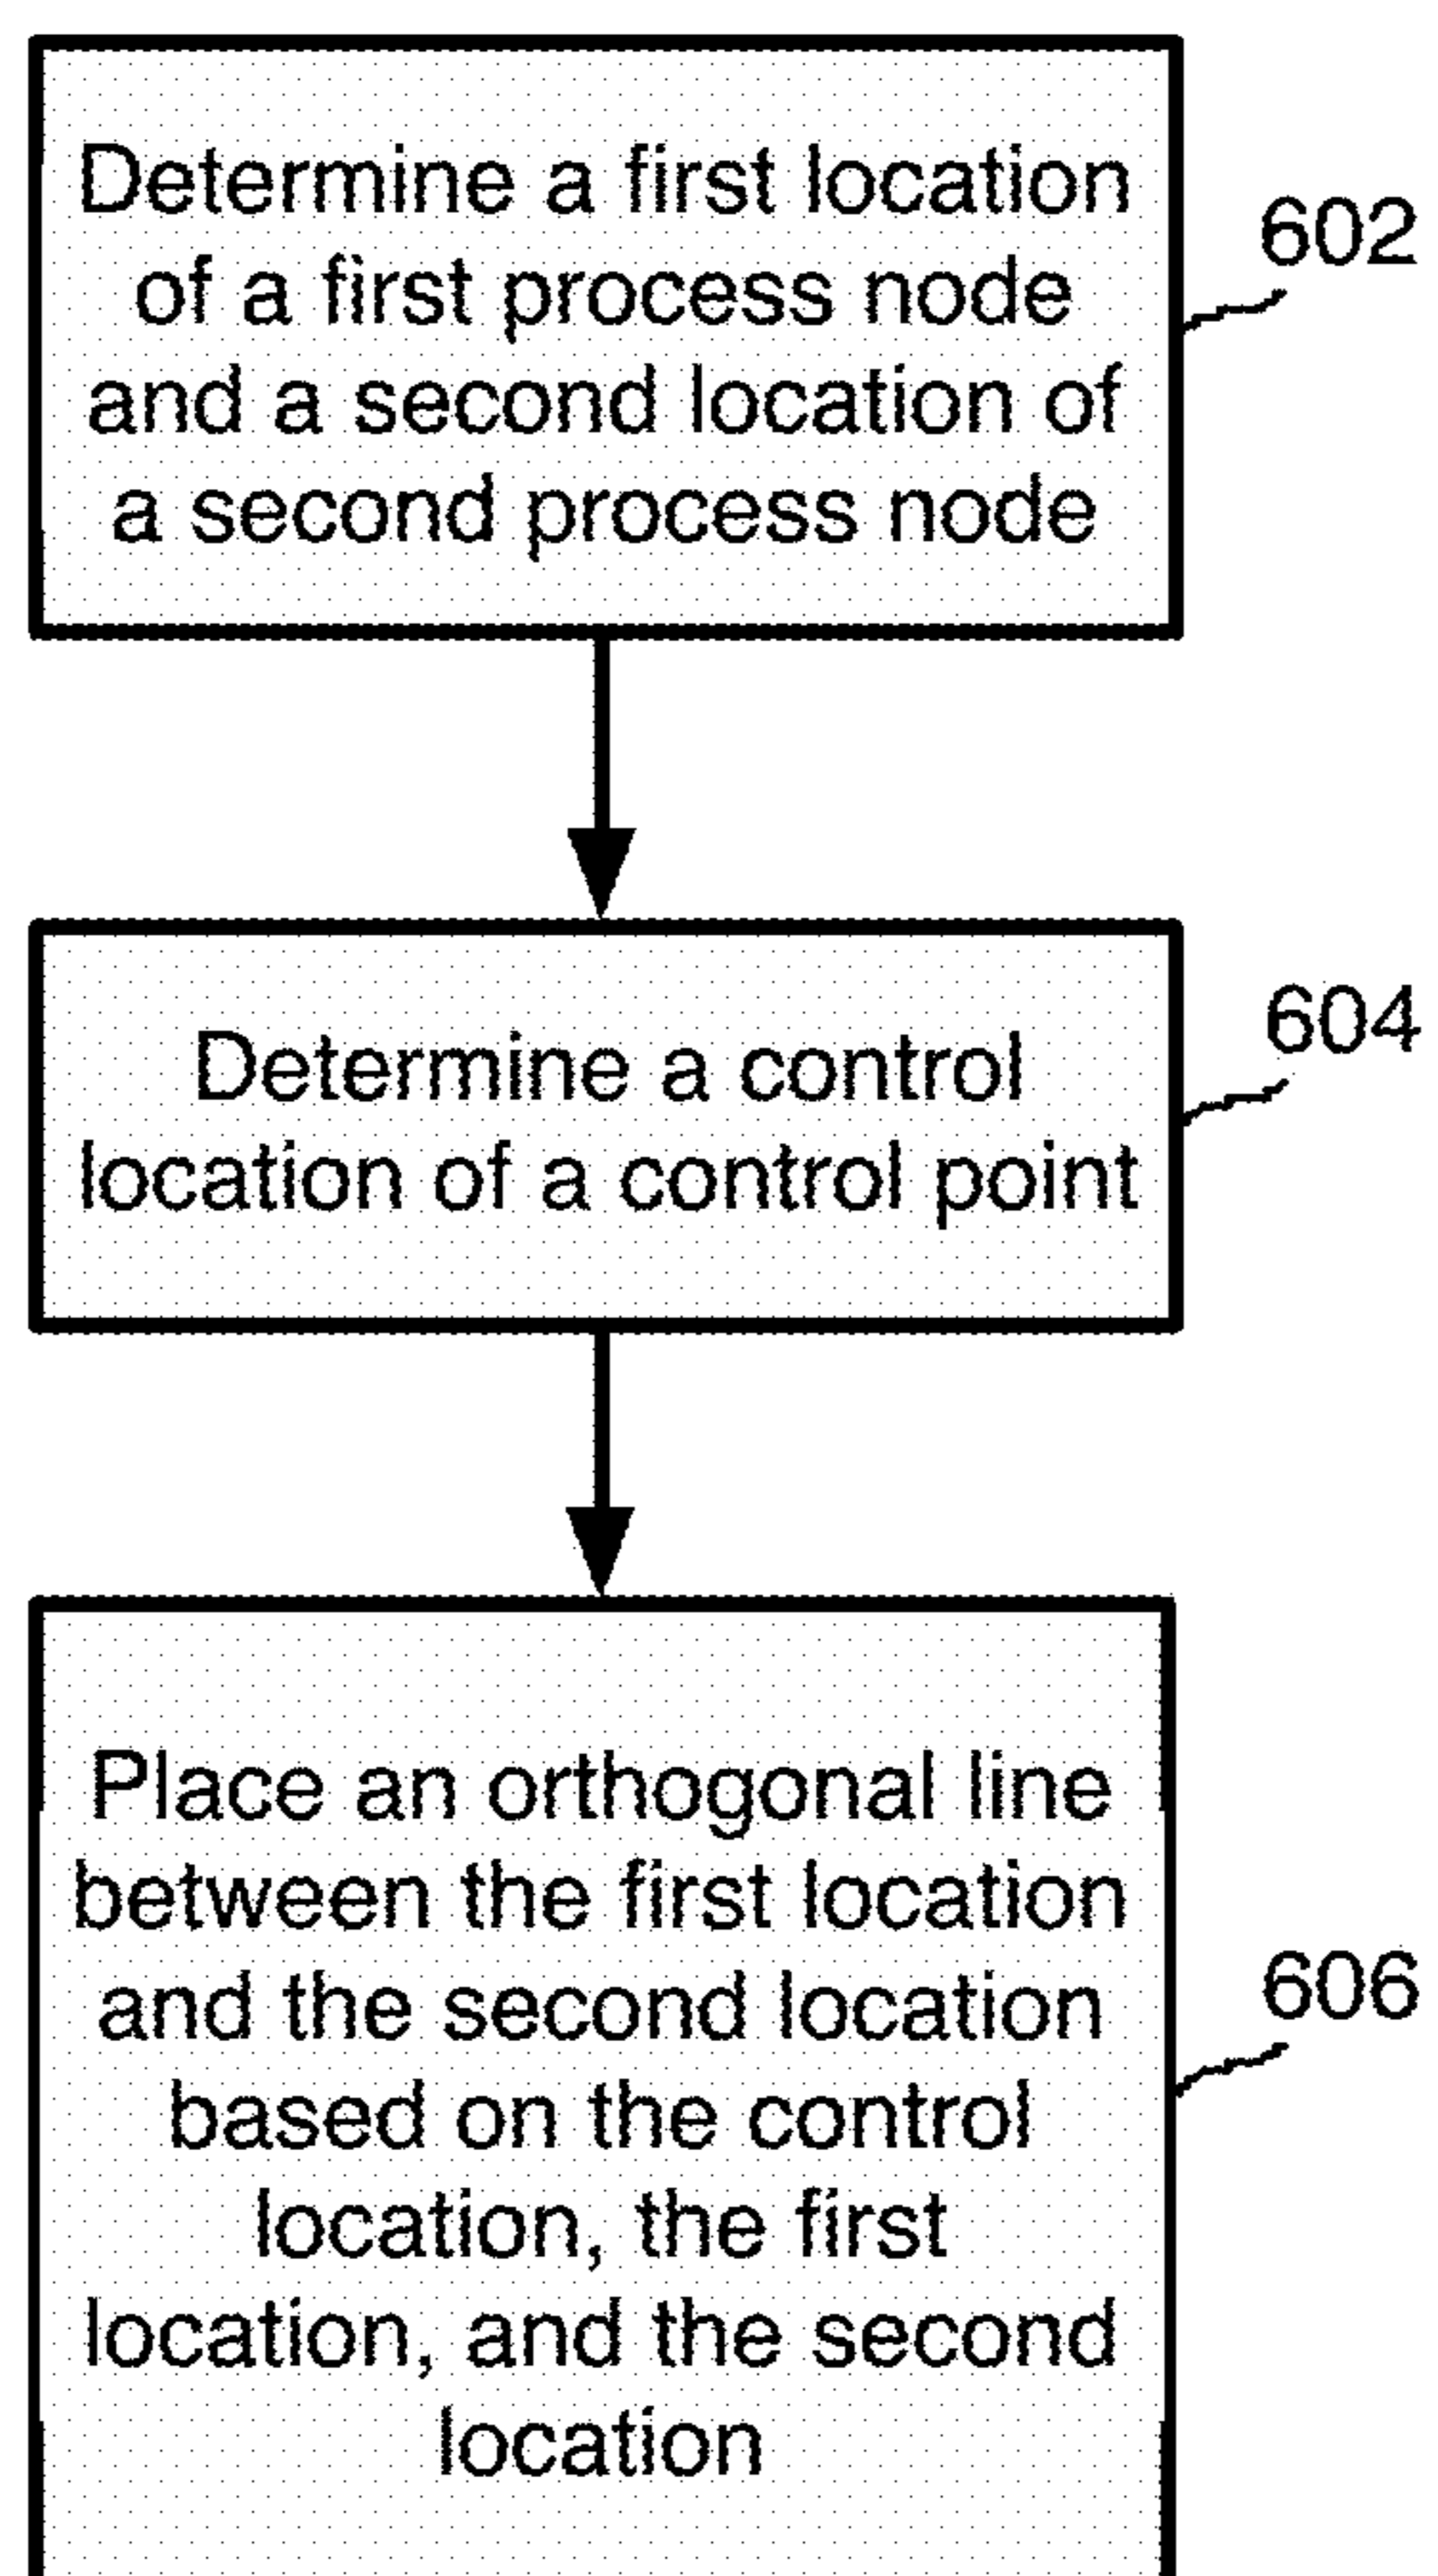 Determine a first location
of a first process node
and a second location of
a second process node
602
Determine a control
location of a control point
604
Place an orthogonal line
between the first location
and the second location
based on the control
location, the first
location, and the second
location
606